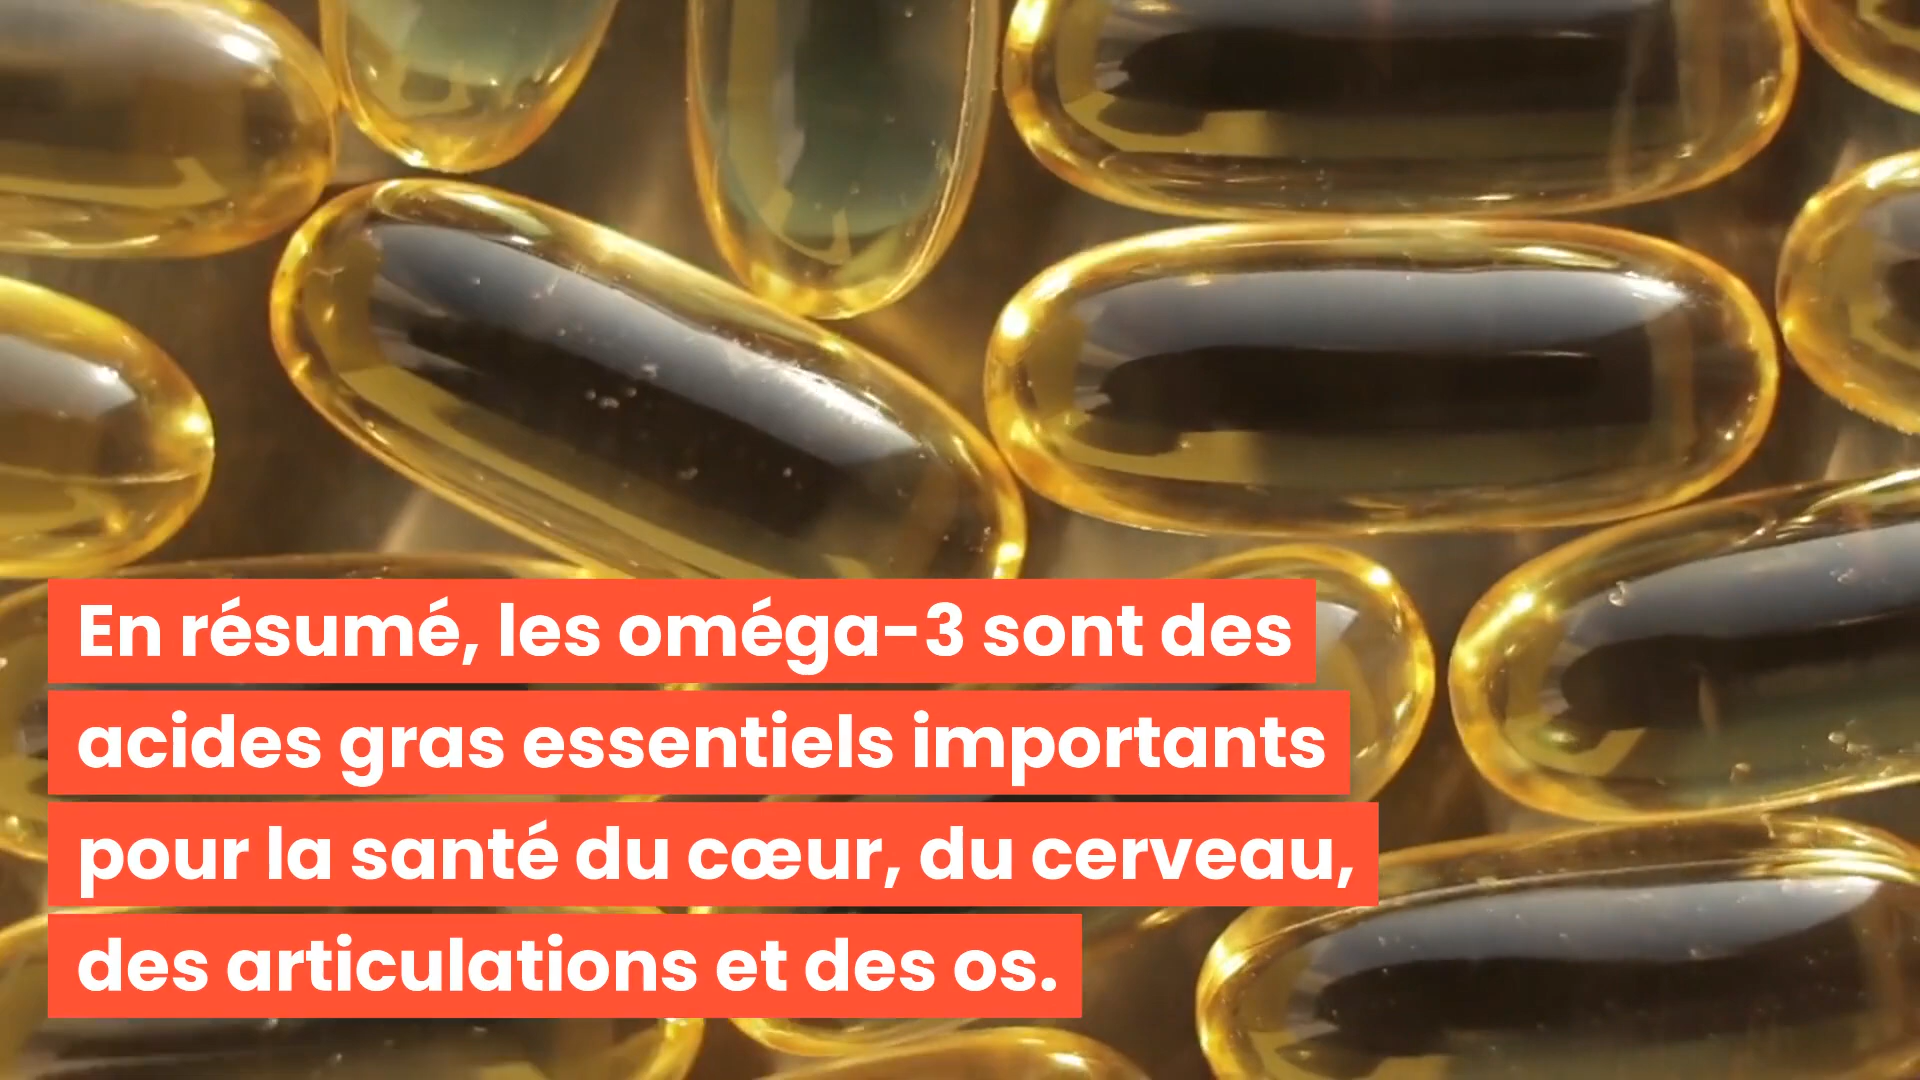 En résumé, les oméga-3 sont des
acides gras essentiels importants
pour la santé du cœur, du cerveau,
des articulations et des os.